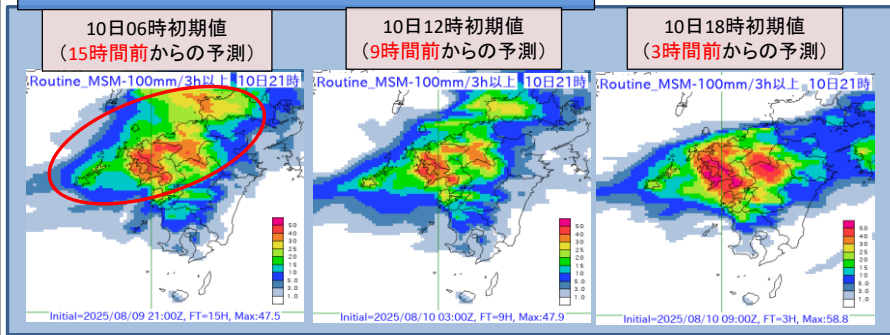 10日06時初期値
（15時間前からの予測）
10日12時初期値
（9時間前からの予測）
10日18時初期値
（3時間前からの予測）
Routine_MSM-100mm/3h以上 10日21時
Routine_MSM-100mm/3h以上 10日21時
Routine_MSM-100mm/3h以上 10日21時
50
40
30
25
20
15
10
5.0
3.0
1.0
50
40
30
25
20
15
10
5.0
3.0
1.0
50
40
30
25
20
15
10
5.0
3.0
1.0
Initial=2025/08/09 21:00Z, FT=15H, Max:47.5
Initial=2025/08/10 03:00Z, FT=9H, Max:47.9
Initial=2025/08/10 09:00Z, FT=3H, Max:58.8